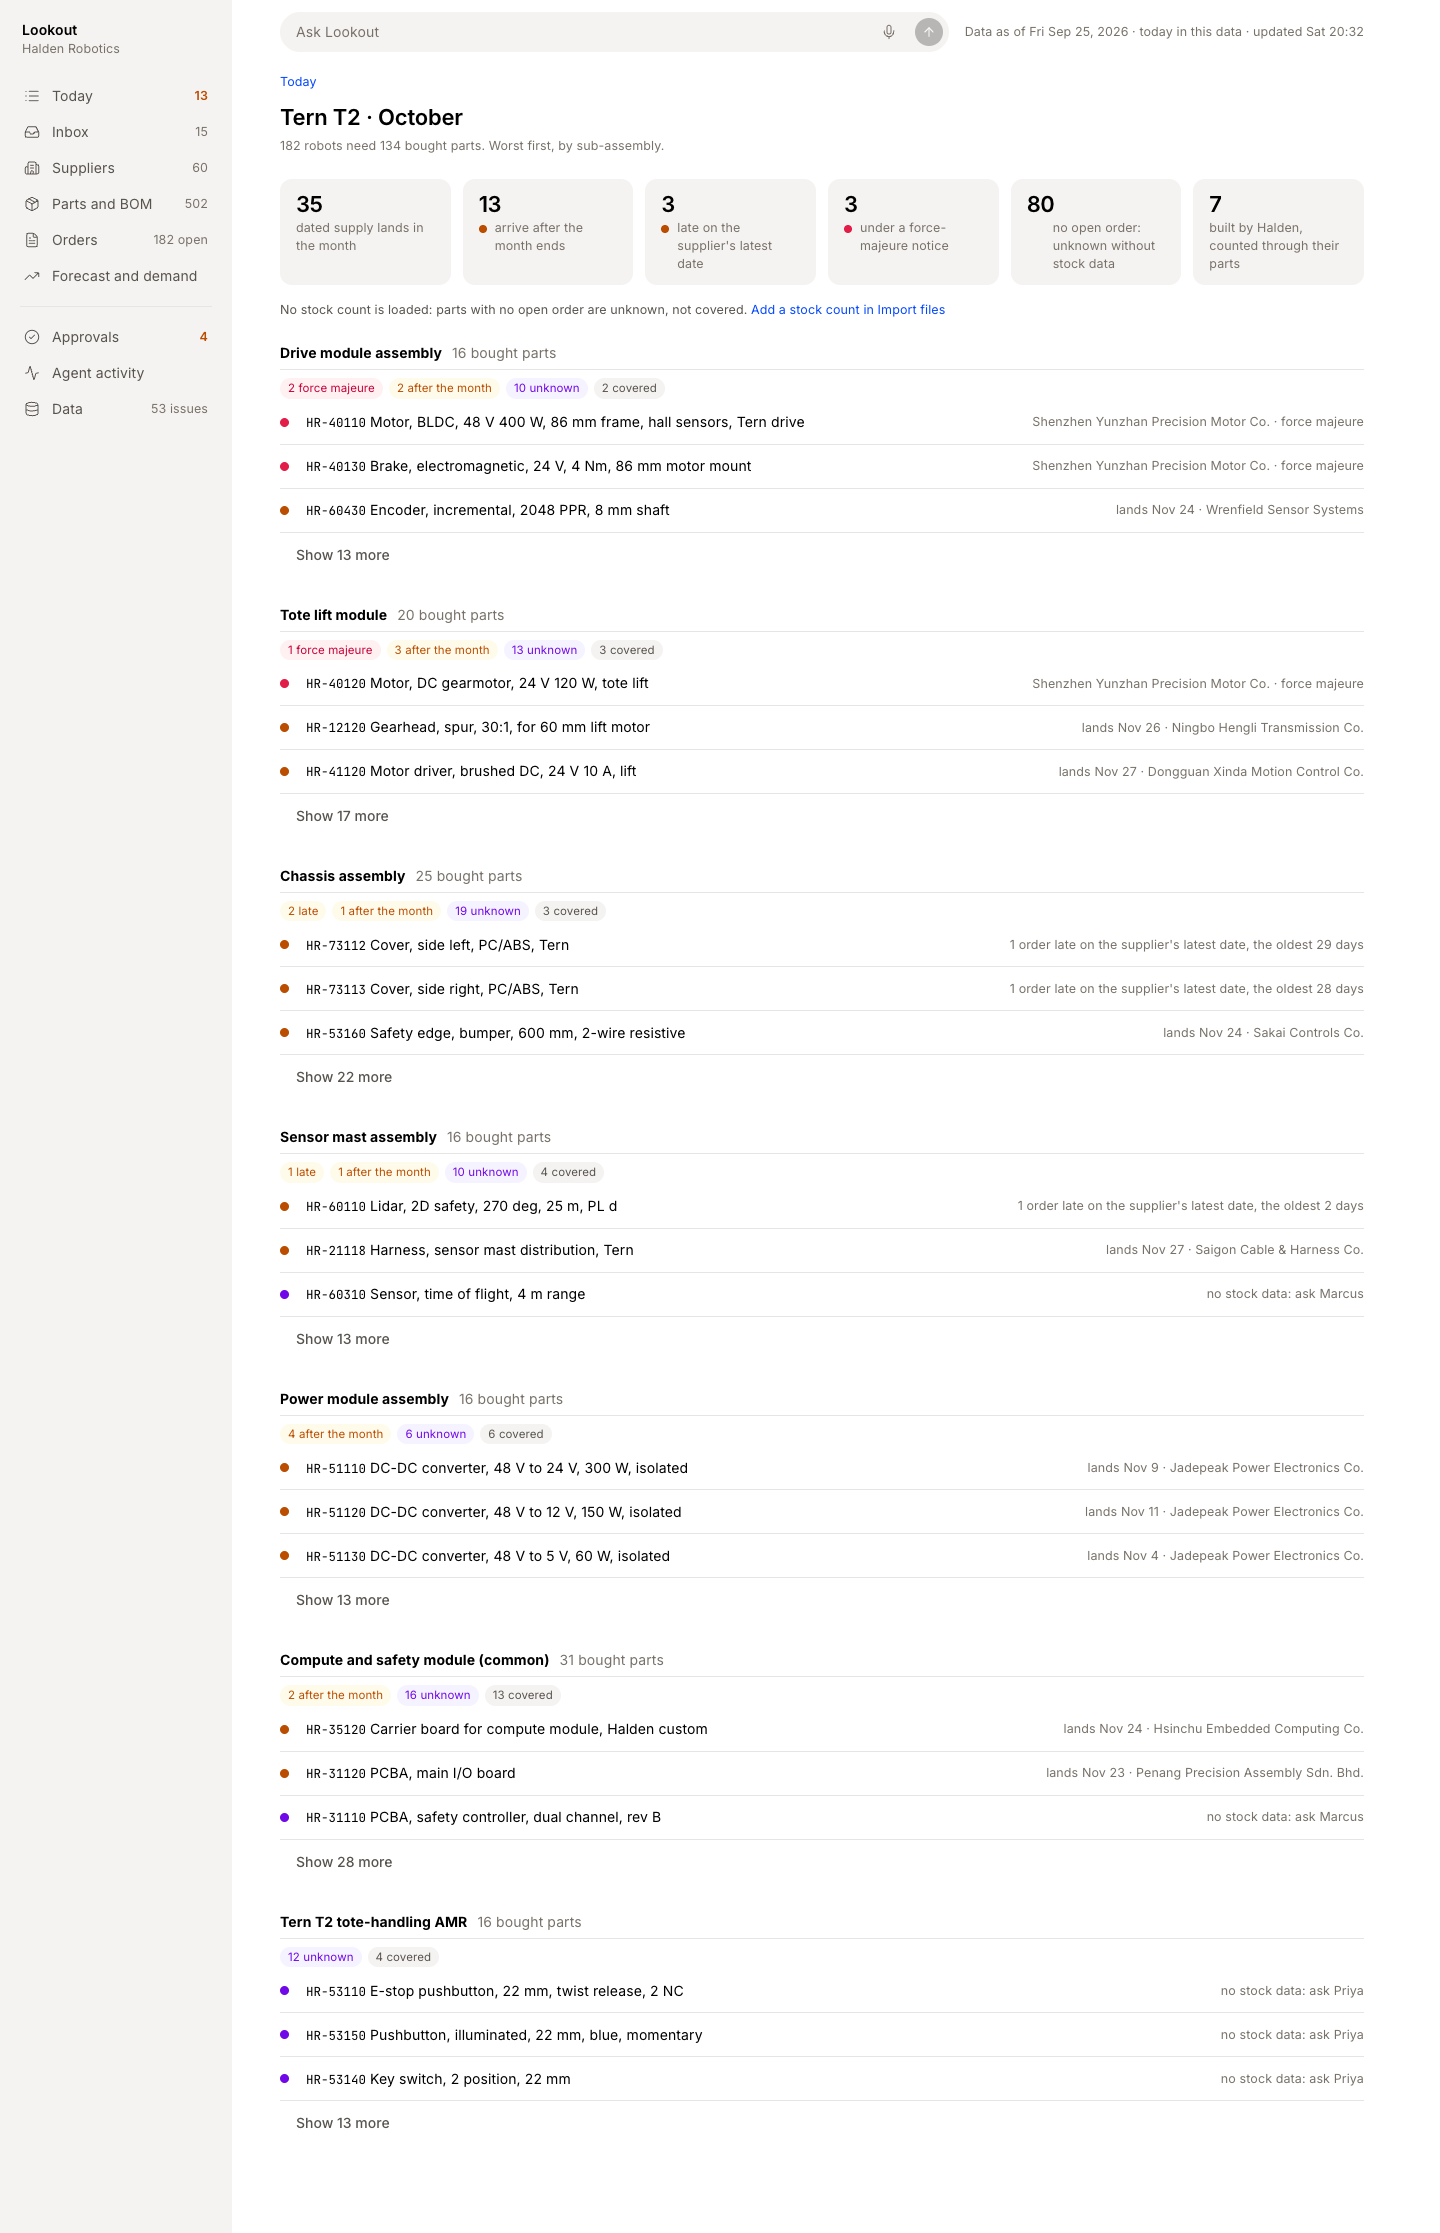 Lookout
Halden Robotics
Today 13
Inbox 15
Suppliers 60
Parts and BOM 502
Orders 182 open
Forecast and demand
Approvals 4
Agent activity
Data 53 issues
Ask Lookout
Data as of Fri Sep 25, 2026 · today in this data · updated Sat 20:32
Today
Tern T2 · October
182 robots need 134 bought parts. Worst first, by sub-assembly.
35
dated supply lands in
the month
13
arrive after the
month ends
3
late on the
supplier's latest
date
3
under a force-
majeure notice
80
no open order:
unknown without
stock data
7
built by Halden,
counted through their
parts
No stock count is loaded: parts with no open order are unknown, not covered. Add a stock count in Import files
Drive module assembly 16 bought parts
2 force majeure 2 after the month 10 unknown 2 covered
HR-40110 Motor, BLDC, 48 V 400 W, 86 mm frame, hall sensors, Tern drive Shenzhen Yunzhan Precision Motor Co. · force majeure
HR-40130 Brake, electromagnetic, 24 V, 4 Nm, 86 mm motor mount Shenzhen Yunzhan Precision Motor Co. · force majeure
HR-60430 Encoder, incremental, 2048 PPR, 8 mm shaft lands Nov 24 · Wrenfield Sensor Systems
Show 13 more
Tote lift module 20 bought parts
1 force majeure 3 after the month 13 unknown 3 covered
HR-40120 Motor, DC gearmotor, 24 V 120 W, tote lift Shenzhen Yunzhan Precision Motor Co. · force majeure
HR-12120 Gearhead, spur, 30:1, for 60 mm lift motor lands Nov 26 · Ningbo Hengli Transmission Co.
HR-41120 Motor driver, brushed DC, 24 V 10 A, lift lands Nov 27 · Dongguan Xinda Motion Control Co.
Show 17 more
Chassis assembly 25 bought parts
2 late 1 after the month 19 unknown 3 covered
HR-73112 Cover, side left, PC/ABS, Tern 1 order late on the supplier's latest date, the oldest 29 days
HR-73113 Cover, side right, PC/ABS, Tern 1 order late on the supplier's latest date, the oldest 28 days
HR-53160 Safety edge, bumper, 600 mm, 2-wire resistive lands Nov 24 · Sakai Controls Co.
Show 22 more
Sensor mast assembly 16 bought parts
1 late 1 after the month 10 unknown 4 covered
HR-60110 Lidar, 2D safety, 270 deg, 25 m, PL d 1 order late on the supplier's latest date, the oldest 2 days
HR-21118 Harness, sensor mast distribution, Tern lands Nov 27 · Saigon Cable & Harness Co.
HR-60310 Sensor, time of flight, 4 m range no stock data: ask Marcus
Show 13 more
Power module assembly 16 bought parts
4 after the month 6 unknown 6 covered
HR-51110 DC-DC converter, 48 V to 24 V, 300 W, isolated lands Nov 9 · Jadepeak Power Electronics Co.
HR-51120 DC-DC converter, 48 V to 12 V, 150 W, isolated lands Nov 11 · Jadepeak Power Electronics Co.
HR-51130 DC-DC converter, 48 V to 5 V, 60 W, isolated lands Nov 4 · Jadepeak Power Electronics Co.
Show 13 more
Compute and safety module (common) 31 bought parts
2 after the month 16 unknown 13 covered
HR-35120 Carrier board for compute module, Halden custom lands Nov 24 · Hsinchu Embedded Computing Co.
HR-31120 PCBA, main I/O board lands Nov 23 · Penang Precision Assembly Sdn. Bhd.
HR-31110 PCBA, safety controller, dual channel, rev B no stock data: ask Marcus
Show 28 more
Tern T2 tote-handling AMR 16 bought parts
12 unknown 4 covered
HR-53110 E-stop pushbutton, 22 mm, twist release, 2 NC no stock data: ask Priya
HR-53150 Pushbutton, illuminated, 22 mm, blue, momentary no stock data: ask Priya
HR-53140 Key switch, 2 position, 22 mm no stock data: ask Priya
Show 13 more